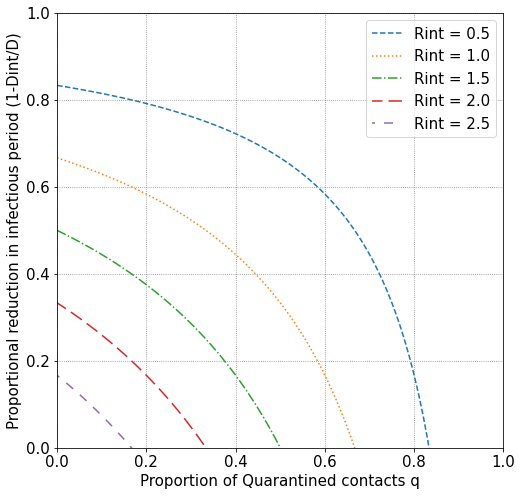 1.0
0.8
0.6
0.4
0.2
0.0
Proportional reduction in infectious period (1-Dint/D)
Rint = 0.5
Rint = 1.0
Rint = 1.5
Rint = 2.0
Rint = 2.5
0.0 0.2 0.4 0.6 0.8 1.0
Proportion of Quarantined contacts q